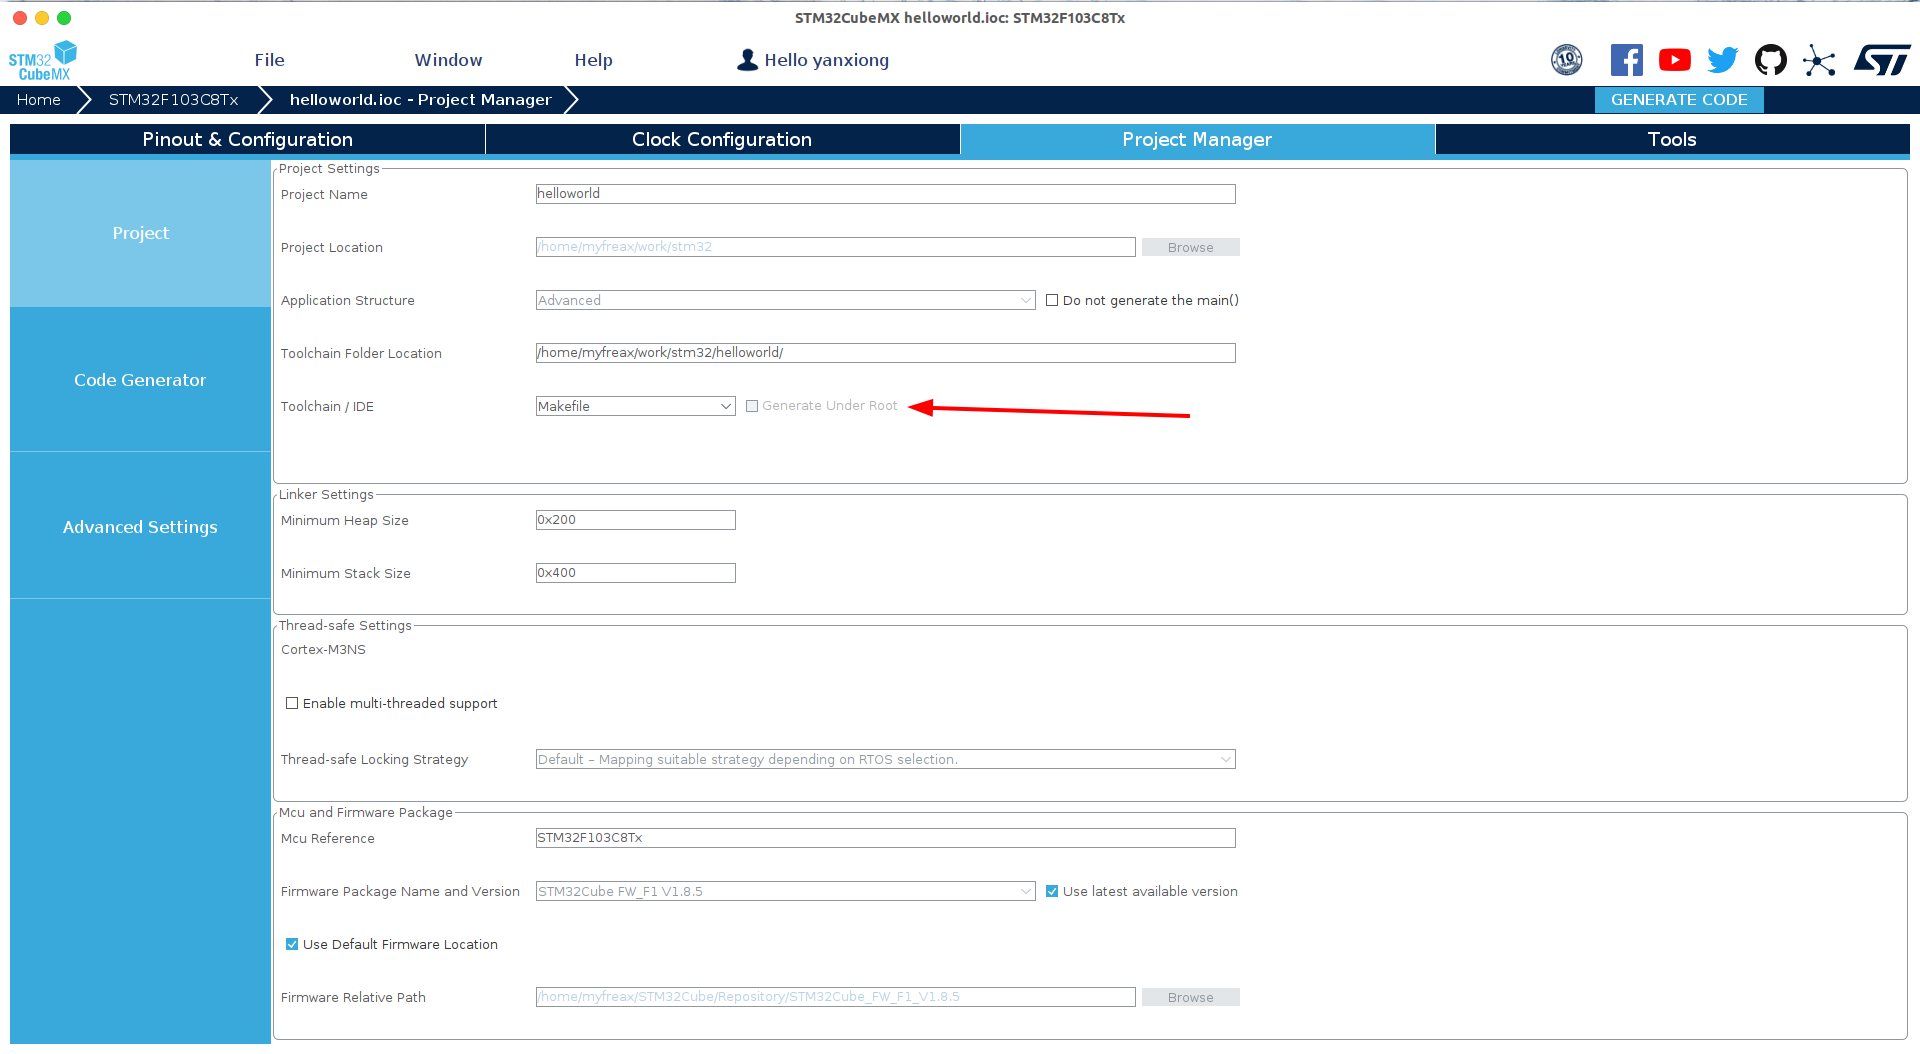 STM32CubeMX helloworld.ioc: STM32F103C8Tx
STM32 CubeMX
File Window Help Hello yanxiong
10 YEARS
Home STM32F103C8Tx helloworld.ioc - Project Manager GENERATE CODE
Pinout & Configuration Clock Configuration Project Manager Tools
Project
Code Generator
Advanced Settings
Project Settings
Project Name helloworld
Project Location /home/myfreax/work/stm32 Browse
Application Structure Advanced Do not generate the main()
Toolchain Folder Location /home/myfreax/work/stm32/helloworld/
Toolchain / IDE Makefile Generate Under Root
Linker Settings
Minimum Heap Size 0x200
Minimum Stack Size 0x400
Thread-safe Settings
Cortex-M3NS
Enable multi-threaded support
Thread-safe Locking Strategy Default – Mapping suitable strategy depending on RTOS selection.
Mcu and Firmware Package
Mcu Reference STM32F103C8Tx
Firmware Package Name and Version STM32Cube FW_F1 V1.8.5 Use latest available version
Use Default Firmware Location
Firmware Relative Path /home/myfreax/STM32Cube/Repository/STM32Cube_FW_F1_V1.8.5 Browse